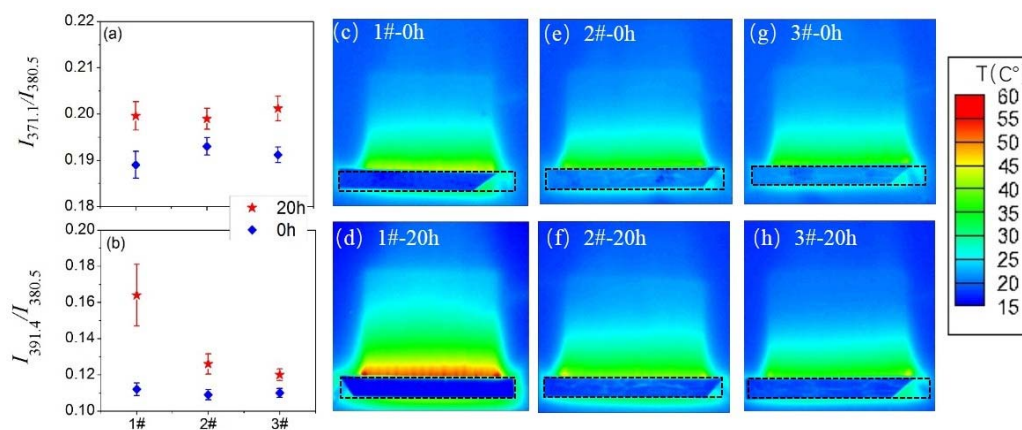 (a)
0.22
0.21
0.20
0.19
0.18
I371.1/I380.5
20h
0h
(b)
0.20
0.18
0.16
0.14
0.12
0.10
I391.4/I380.5
1# 2# 3#
(c) 1#-0h
(e) 2#-0h
(g) 3#-0h
(d) 1#-20h
(f) 2#-20h
(h) 3#-20h
T(C°
60
55
50
45
40
35
30
25
20
15